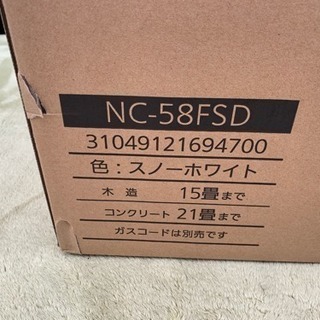 NC-58FSD
31049121694700
色：スノーホワイト
木造 15畳まで
コンクリート 21畳まで
ガスコードは別売です